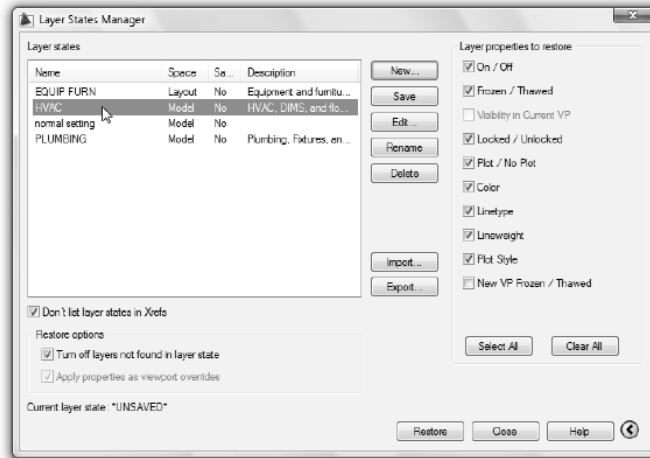 Layer States Manager
Layer states
Name Space Sa... Description
EQUIP FURN Layout No Equipment and furnitu...
HVAC Model No HVAC, DIMS, and flo...
normal setting Model No
PLUMBING Model No Plumbing, Fixtures, an...
New...
Save
Edit...
Rename
Delete
Import...
Export...
Don't list layer states in Xrefs
Restore options
Turn off layers not found in layer state
Apply properties as viewport overrides
Current layer state: *UNSAVED*
Layer properties to restore
On / Off
Frozen / Thawed
Visibility in Current VP
Locked / Unlocked
Plot / No Plot
Color
Linetype
Lineweight
Plot Style
New VP Frozen / Thawed
Select All Clear All
Restore Close Help